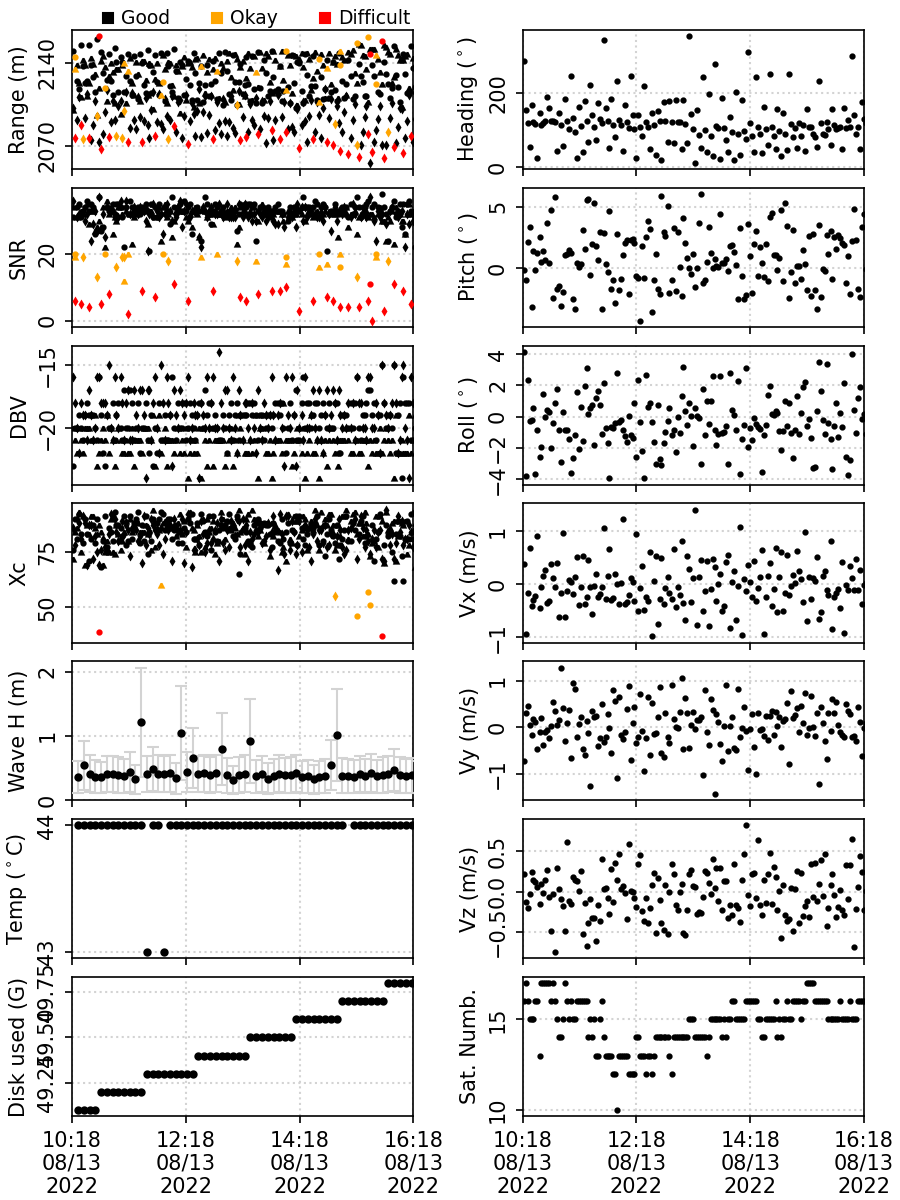 Good Okay Difficult
Range (m)
2140
2070
Heading (°)
200
0
SNR
20
0
Pitch (°)
5
0
DBV
−15
−20
Roll (°)
4
2
0
−2
−4
Xc
75
50
Vx (m/s)
1
0
−1
Wave H (m)
2
1
0
Vy (m/s)
1
0
−1
Temp (°C)
44
43
Vz (m/s)
0.5
0.0
−0.5
Disk used (G)
49.75
49.50
49.25
Sat. Numb.
15
10
10:18 12:18 14:18 16:18 10:18 12:18 14:18 16:18
08/13 08/13 08/13 08/13 08/13 08/13 08/13 08/13
2022 2022 2022 2022 2022 2022 2022 2022